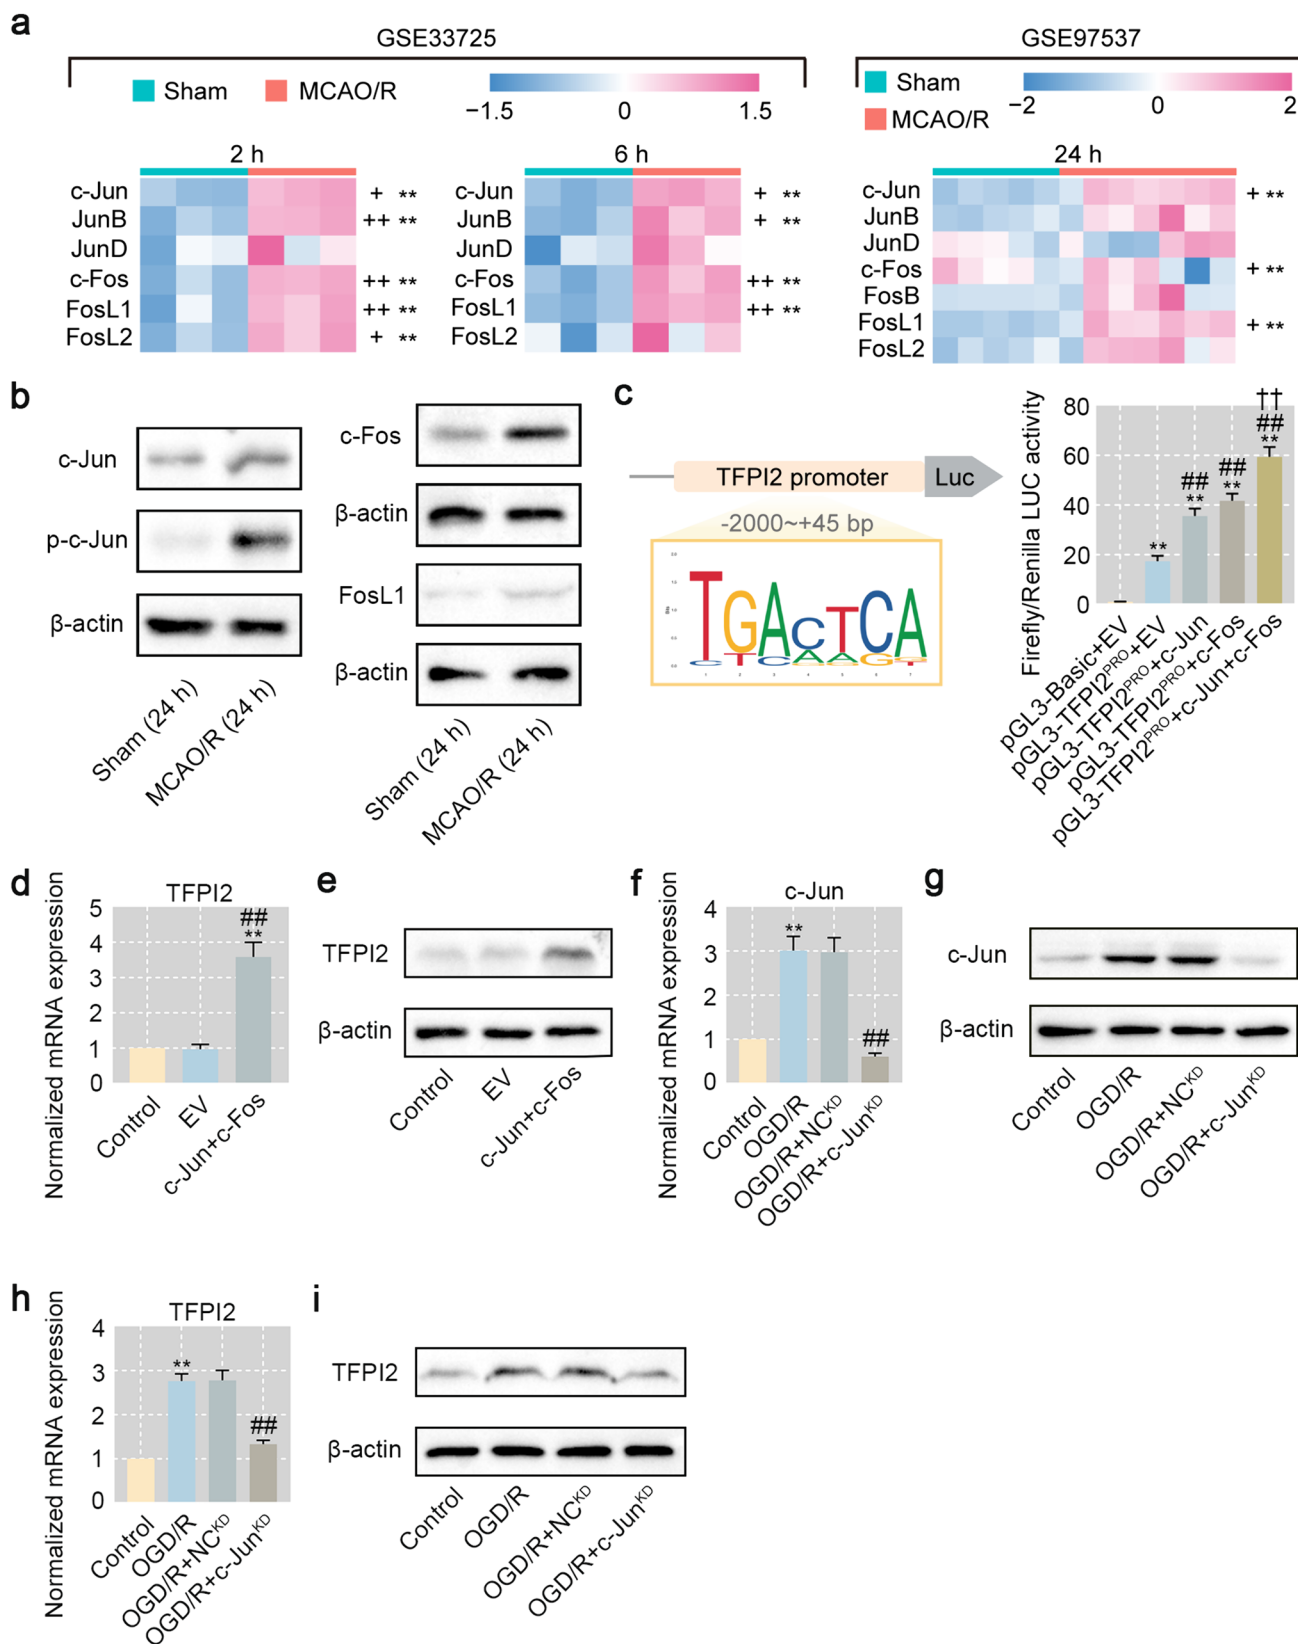 a
GSE33725
Sham MCAO/R
−1.5 0 1.5
2 h
c-Jun + **
JunB ++ **
JunD
c-Fos ++ **
FosL1 ++ **
FosL2 + **
6 h
c-Jun + **
JunB + **
JunD
c-Fos ++ **
FosL1 ++ **
FosL2
GSE97537
Sham
MCAO/R
−2 0 2
24 h
c-Jun + **
JunB
JunD
c-Fos + **
FosB
FosL1 + **
FosL2
b
c-Jun
p-c-Jun
β-actin
Sham (24 h)
MCAO/R (24 h)
c-Fos
β-actin
FosL1
β-actin
Sham (24 h)
MCAO/R (24 h)
c
TFPI2 promoter Luc
-2000~+45 bp
TGACTCA
1 2 3 4 5 6 7
Firefly/Renilla LUC activity
80
60
40
20
0
**
## **
## **
†† ## **
pGL3-Basic+EV
pGL3-TFPI2PRO+EV
pGL3-TFPI2PRO+c-Jun
pGL3-TFPI2PRO+c-Fos
pGL3-TFPI2PRO+c-Jun+c-Fos
d
TFPI2
Normalized mRNA expression
5
4
3
2
1
0
##
**
Control
EV
c-Jun+c-Fos
e
TFPI2
β-actin
Control
EV
c-Jun+c-Fos
f
c-Jun
Normalized mRNA expression
4
3
2
1
0
**
##
Control
OGD/R
OGD/R+NCKD
OGD/R+c-JunKD
g
c-Jun
β-actin
Control
OGD/R
OGD/R+NCKD
OGD/R+c-JunKD
h
TFPI2
Normalized mRNA expression
4
3
2
1
0
**
##
Control
OGD/R
OGD/R+NCKD
OGD/R+c-JunKD
i
TFPI2
β-actin
Control
OGD/R
OGD/R+NCKD
OGD/R+c-JunKD